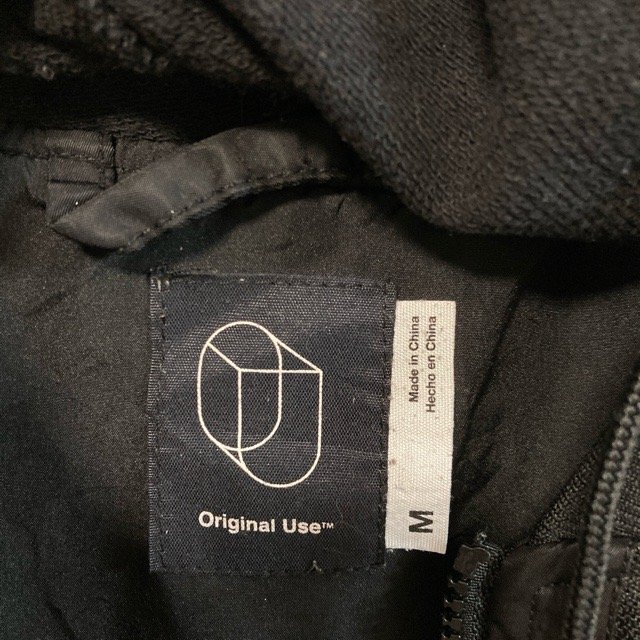 Original Use™
Made in China
Hecho en China
M